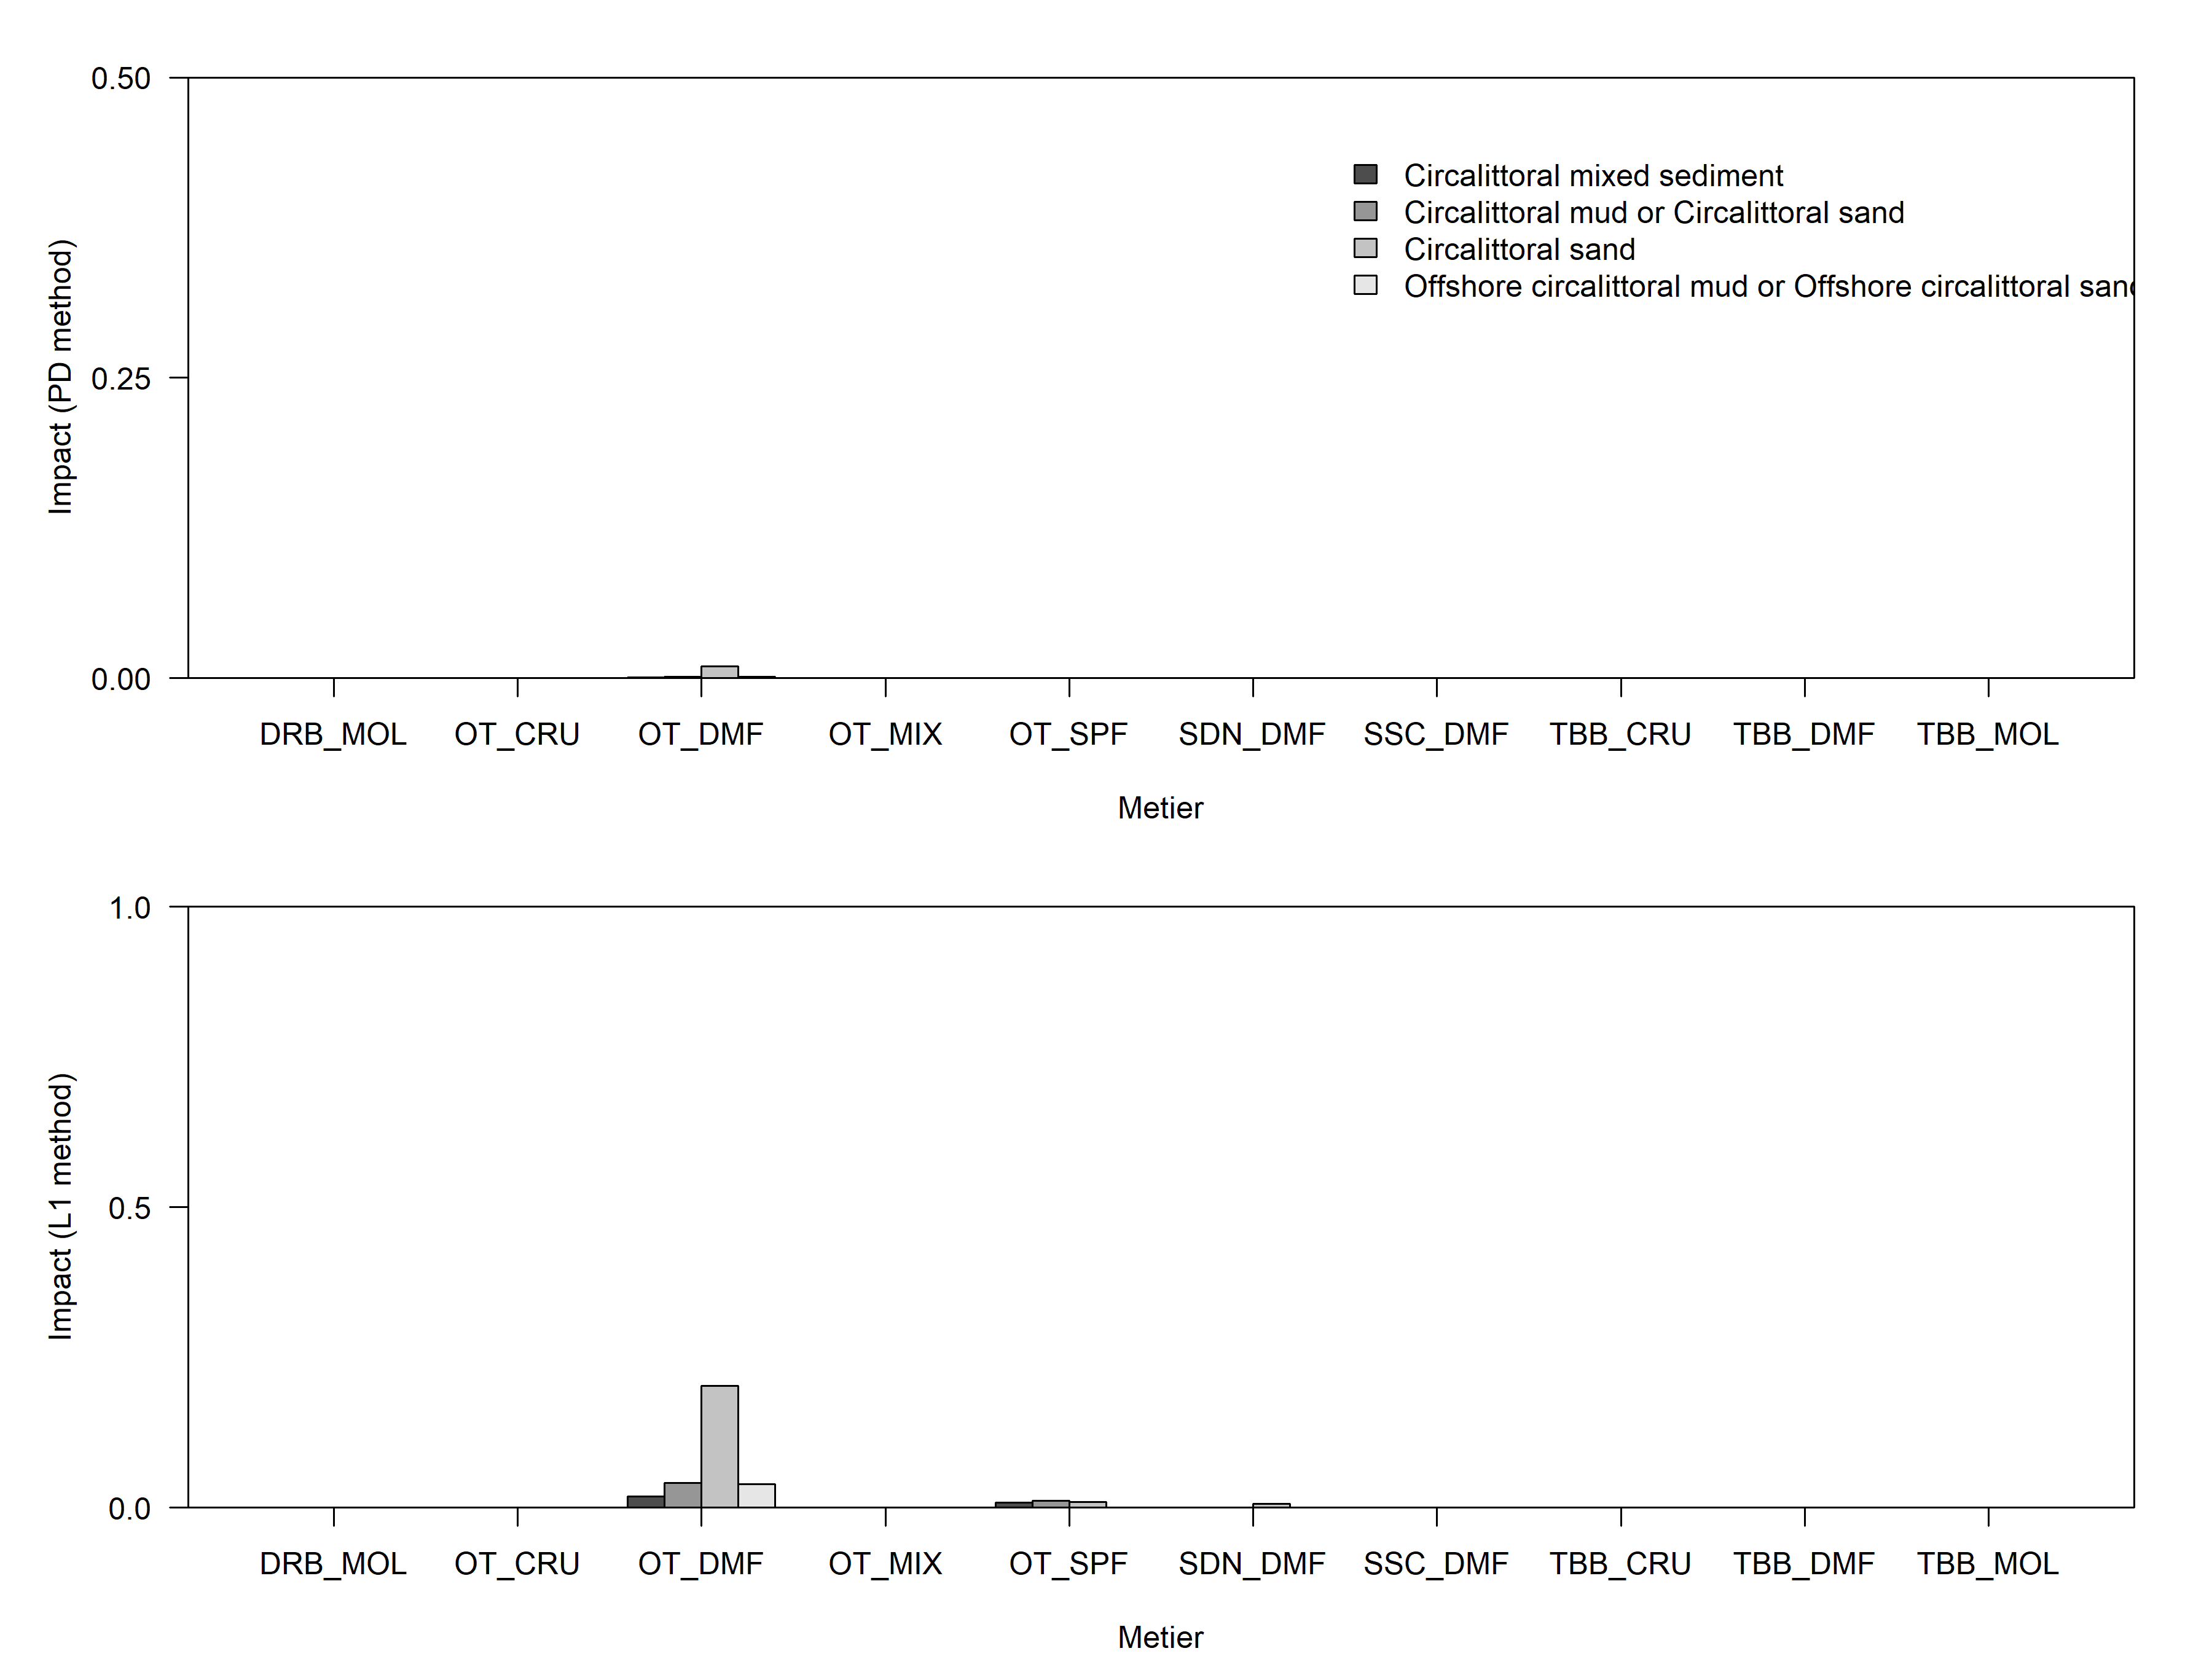 0.50
Circalittoral mixed sediment
Circalittoral mud or Circalittoral sand
Circalittoral sand
Offshore circalittoral mud or Offshore circalittoral sand
Impact (PD method)
0.25
0.00
DRB_MOL OT_CRU OT_DMF OT_MIX OT_SPF SDN_DMF SSC_DMF TBB_CRU TBB_DMF TBB_MOL
Metier
1.0
Impact (L1 method)
0.5
0.0
DRB_MOL OT_CRU OT_DMF OT_MIX OT_SPF SDN_DMF SSC_DMF TBB_CRU TBB_DMF TBB_MOL
Metier